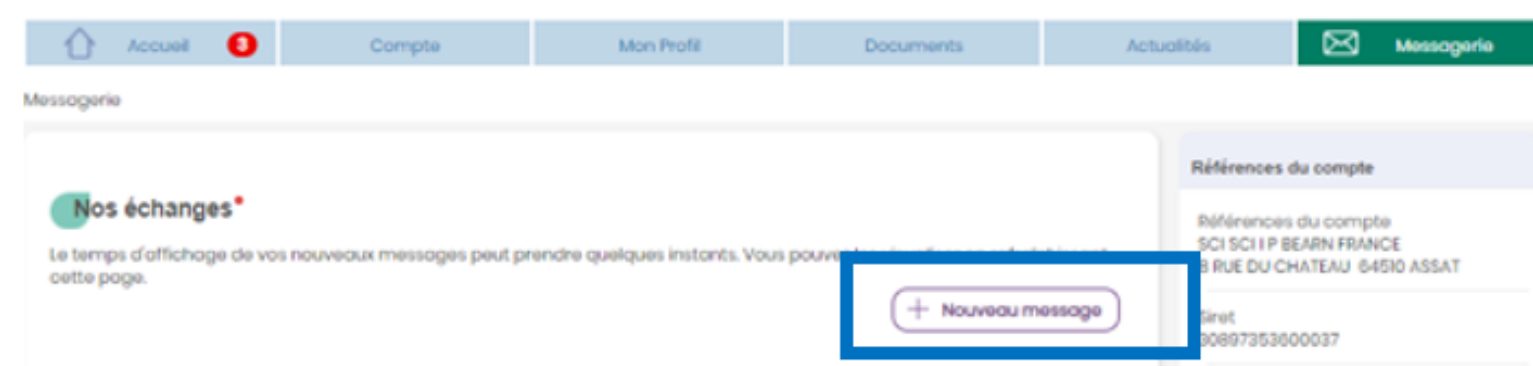 Accueil 3 Compte Mon Profil Documents Actualités Messagerie
Messagerie
Nos échanges*
Le temps d'affichage de vos nouveaux messages peut prendre quelques instants. Vous
cette page.
+ Nouveau message
Références du compte
Références du compte
SCI SCI I P BEARN FRANCE
8 RUE DU CHATEAU 64510 ASSAT
Siret